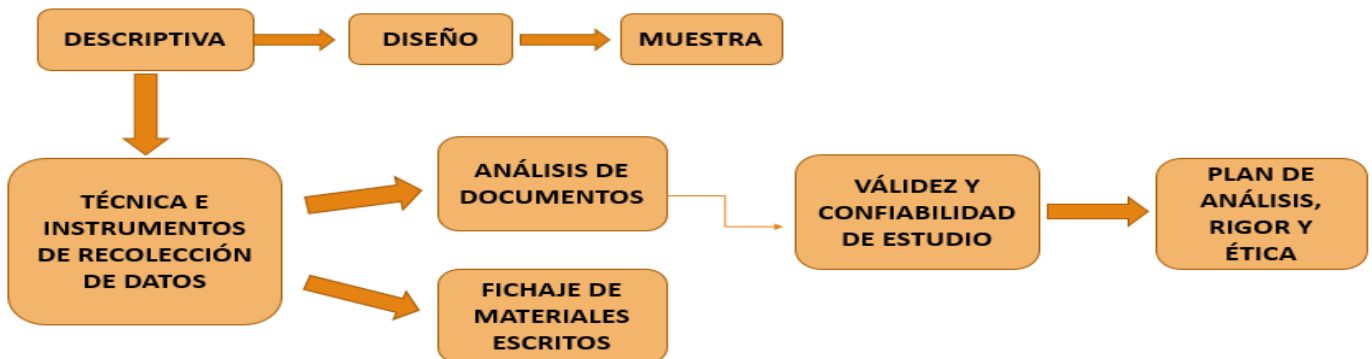 DESCRIPTIVA
DISEÑO
MUESTRA
TÉCNICA E
INSTRUMENTOS
DE RECOLECCIÓN
DE DATOS
ANÁLISIS DE
DOCUMENTOS
FICHAJE DE
MATERIALES
ESCRITOS
VÁLIDEZ Y
CONFIABILIDAD
DE ESTUDIO
PLAN DE
ANÁLISIS,
RIGOR Y
ÉTICA